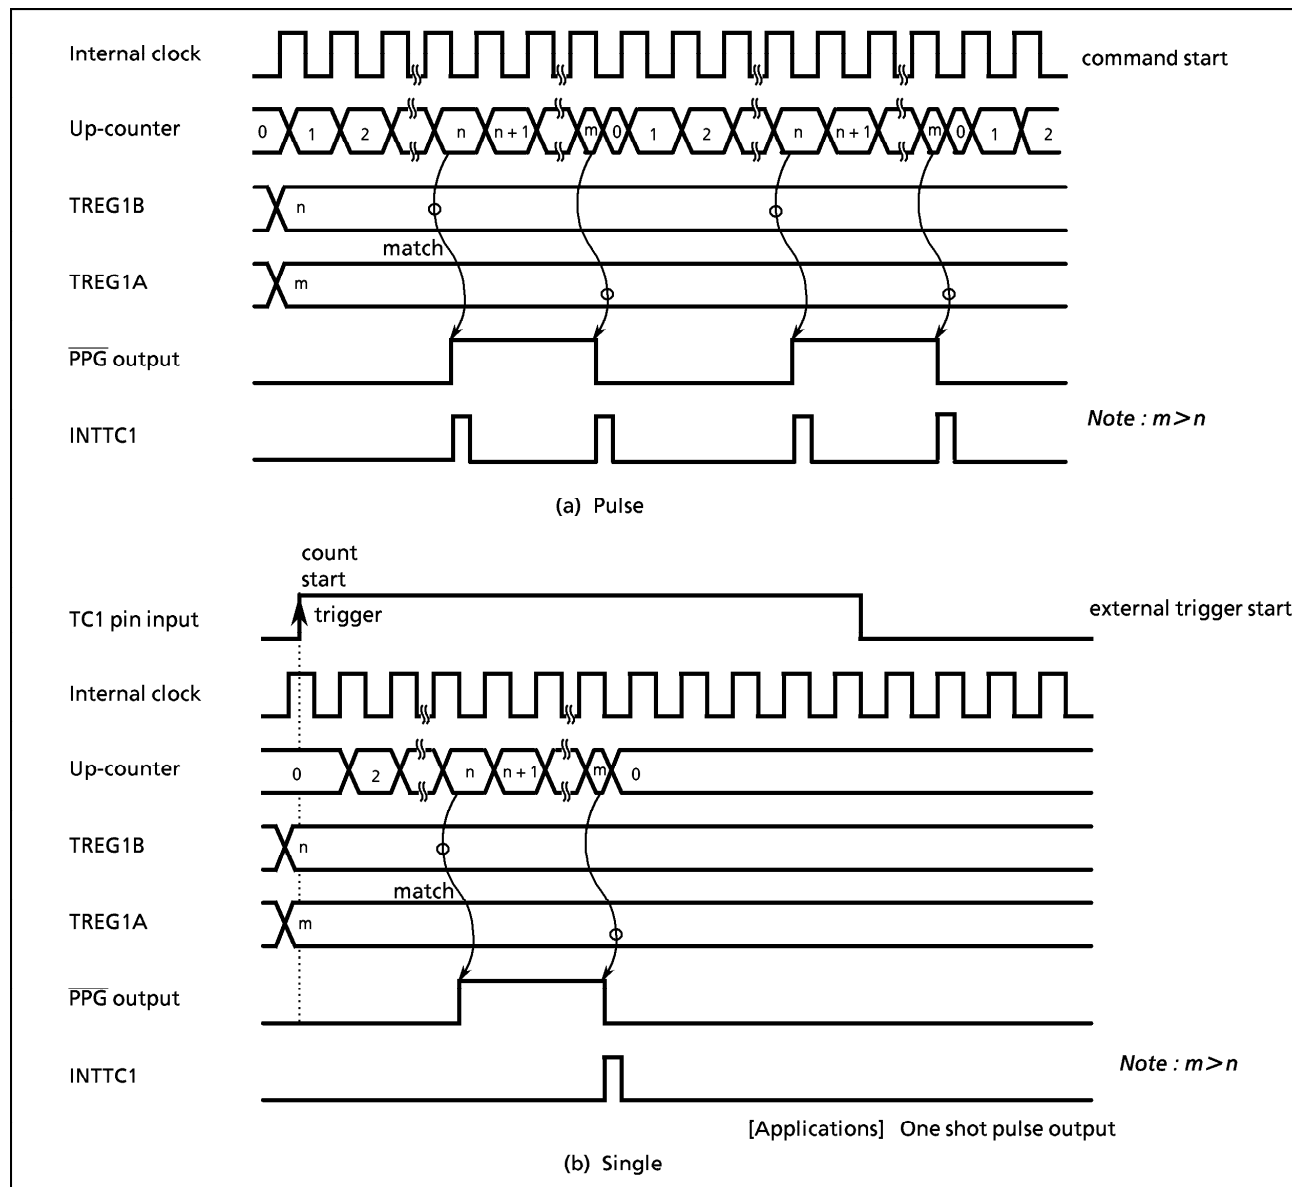 Internal clock
command start
Up-counter 0 1 2 n n + 1 m 0 1 2 n n + 1 m 0 1 2
TREG1B n
match
TREG1A m
PPG output
INTTC1
Note : m>n
(a) Pulse
count
start
TC1 pin input trigger
external trigger start
Internal clock
Up-counter 0 2 n n + 1 m 0
TREG1B n
match
TREG1A m
PPG output
INTTC1
Note : m>n
[Applications] One shot pulse output
(b) Single